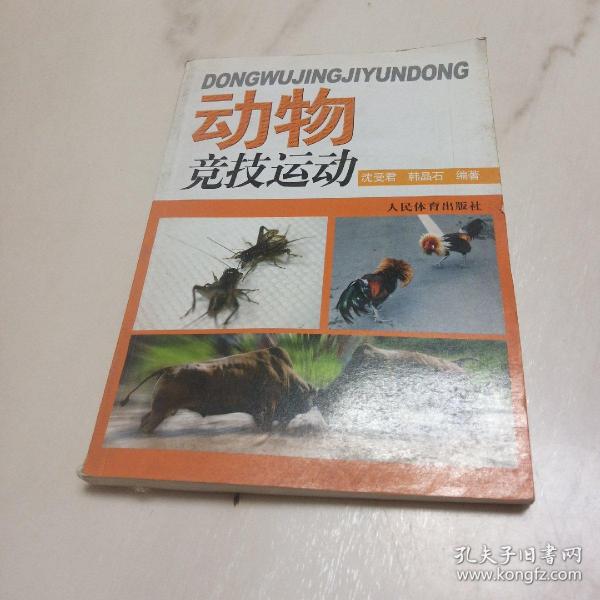 DONGWUJINGJIYUNDONG
动物
竞技运动
沈受君 韩晶石 编著
人民体育出版社
孔夫子旧书网
www.kongfz.com